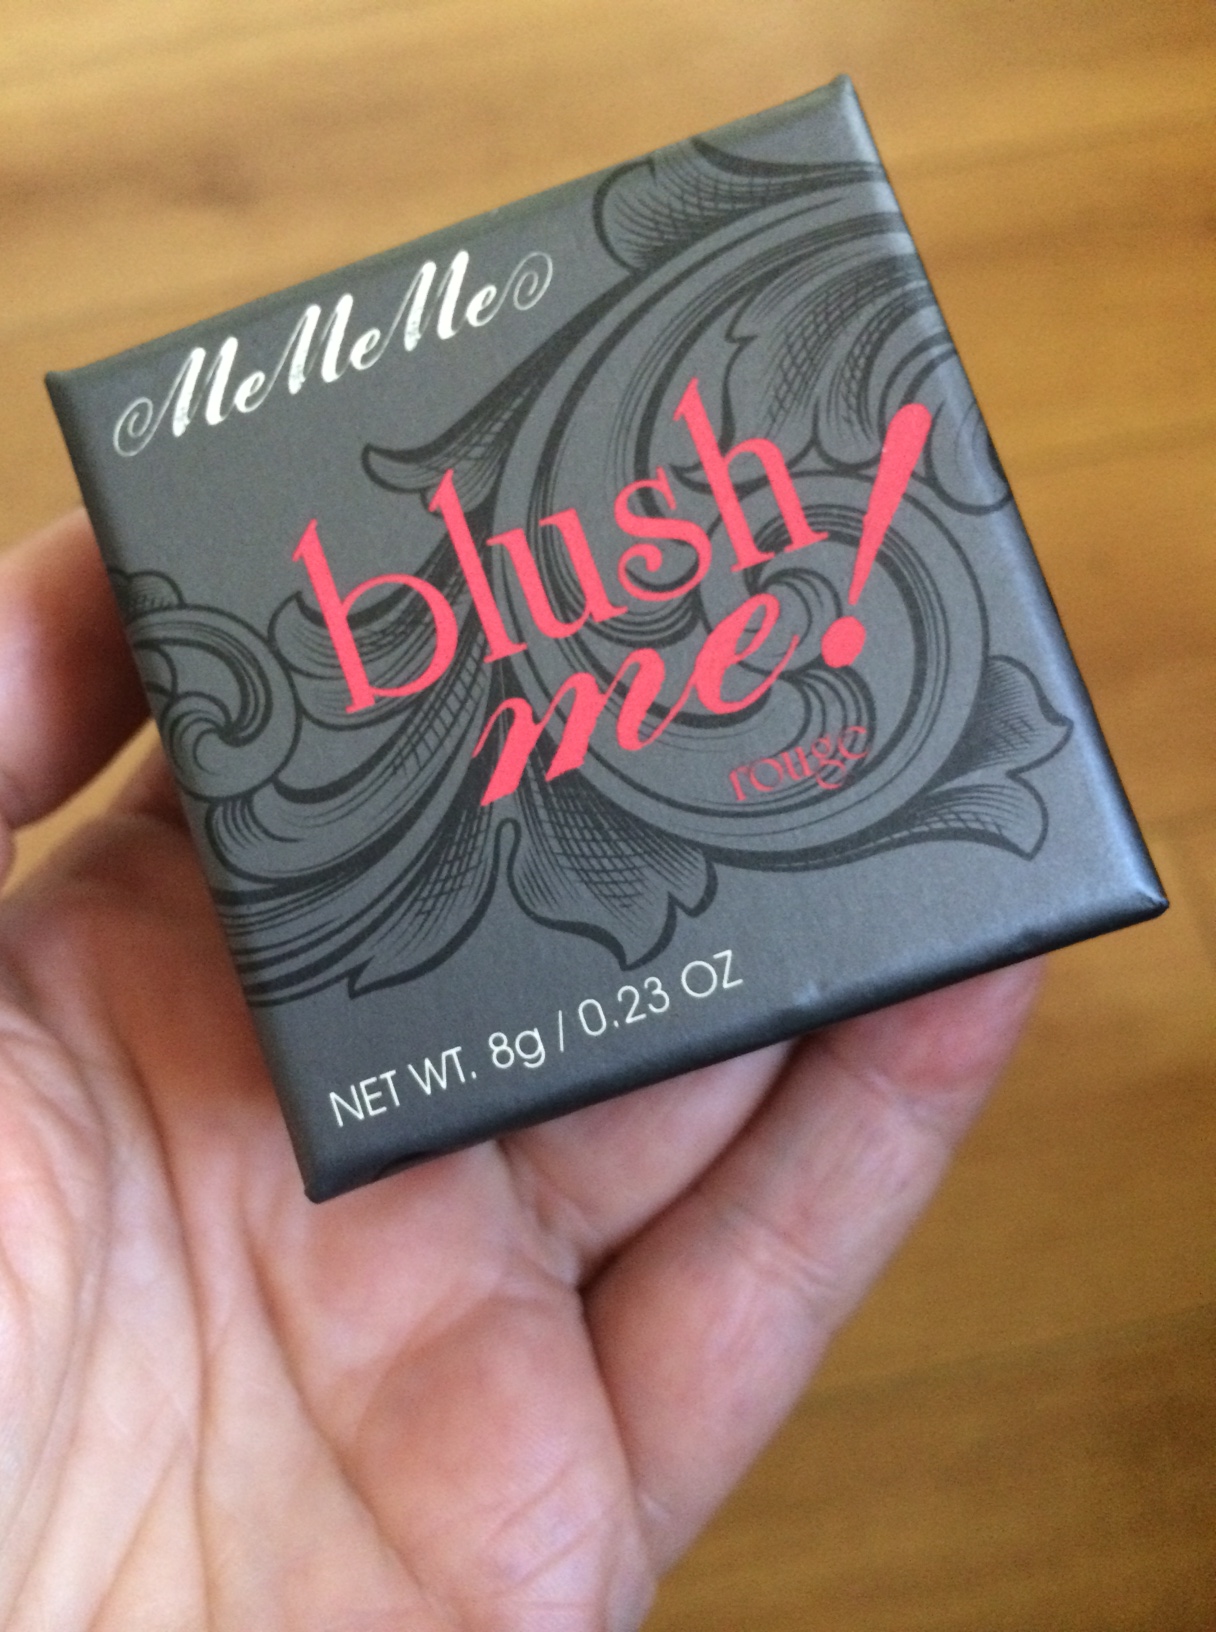 MeMeMe
blush
me!
rouge
NET WT. 8g / 0.23 OZ